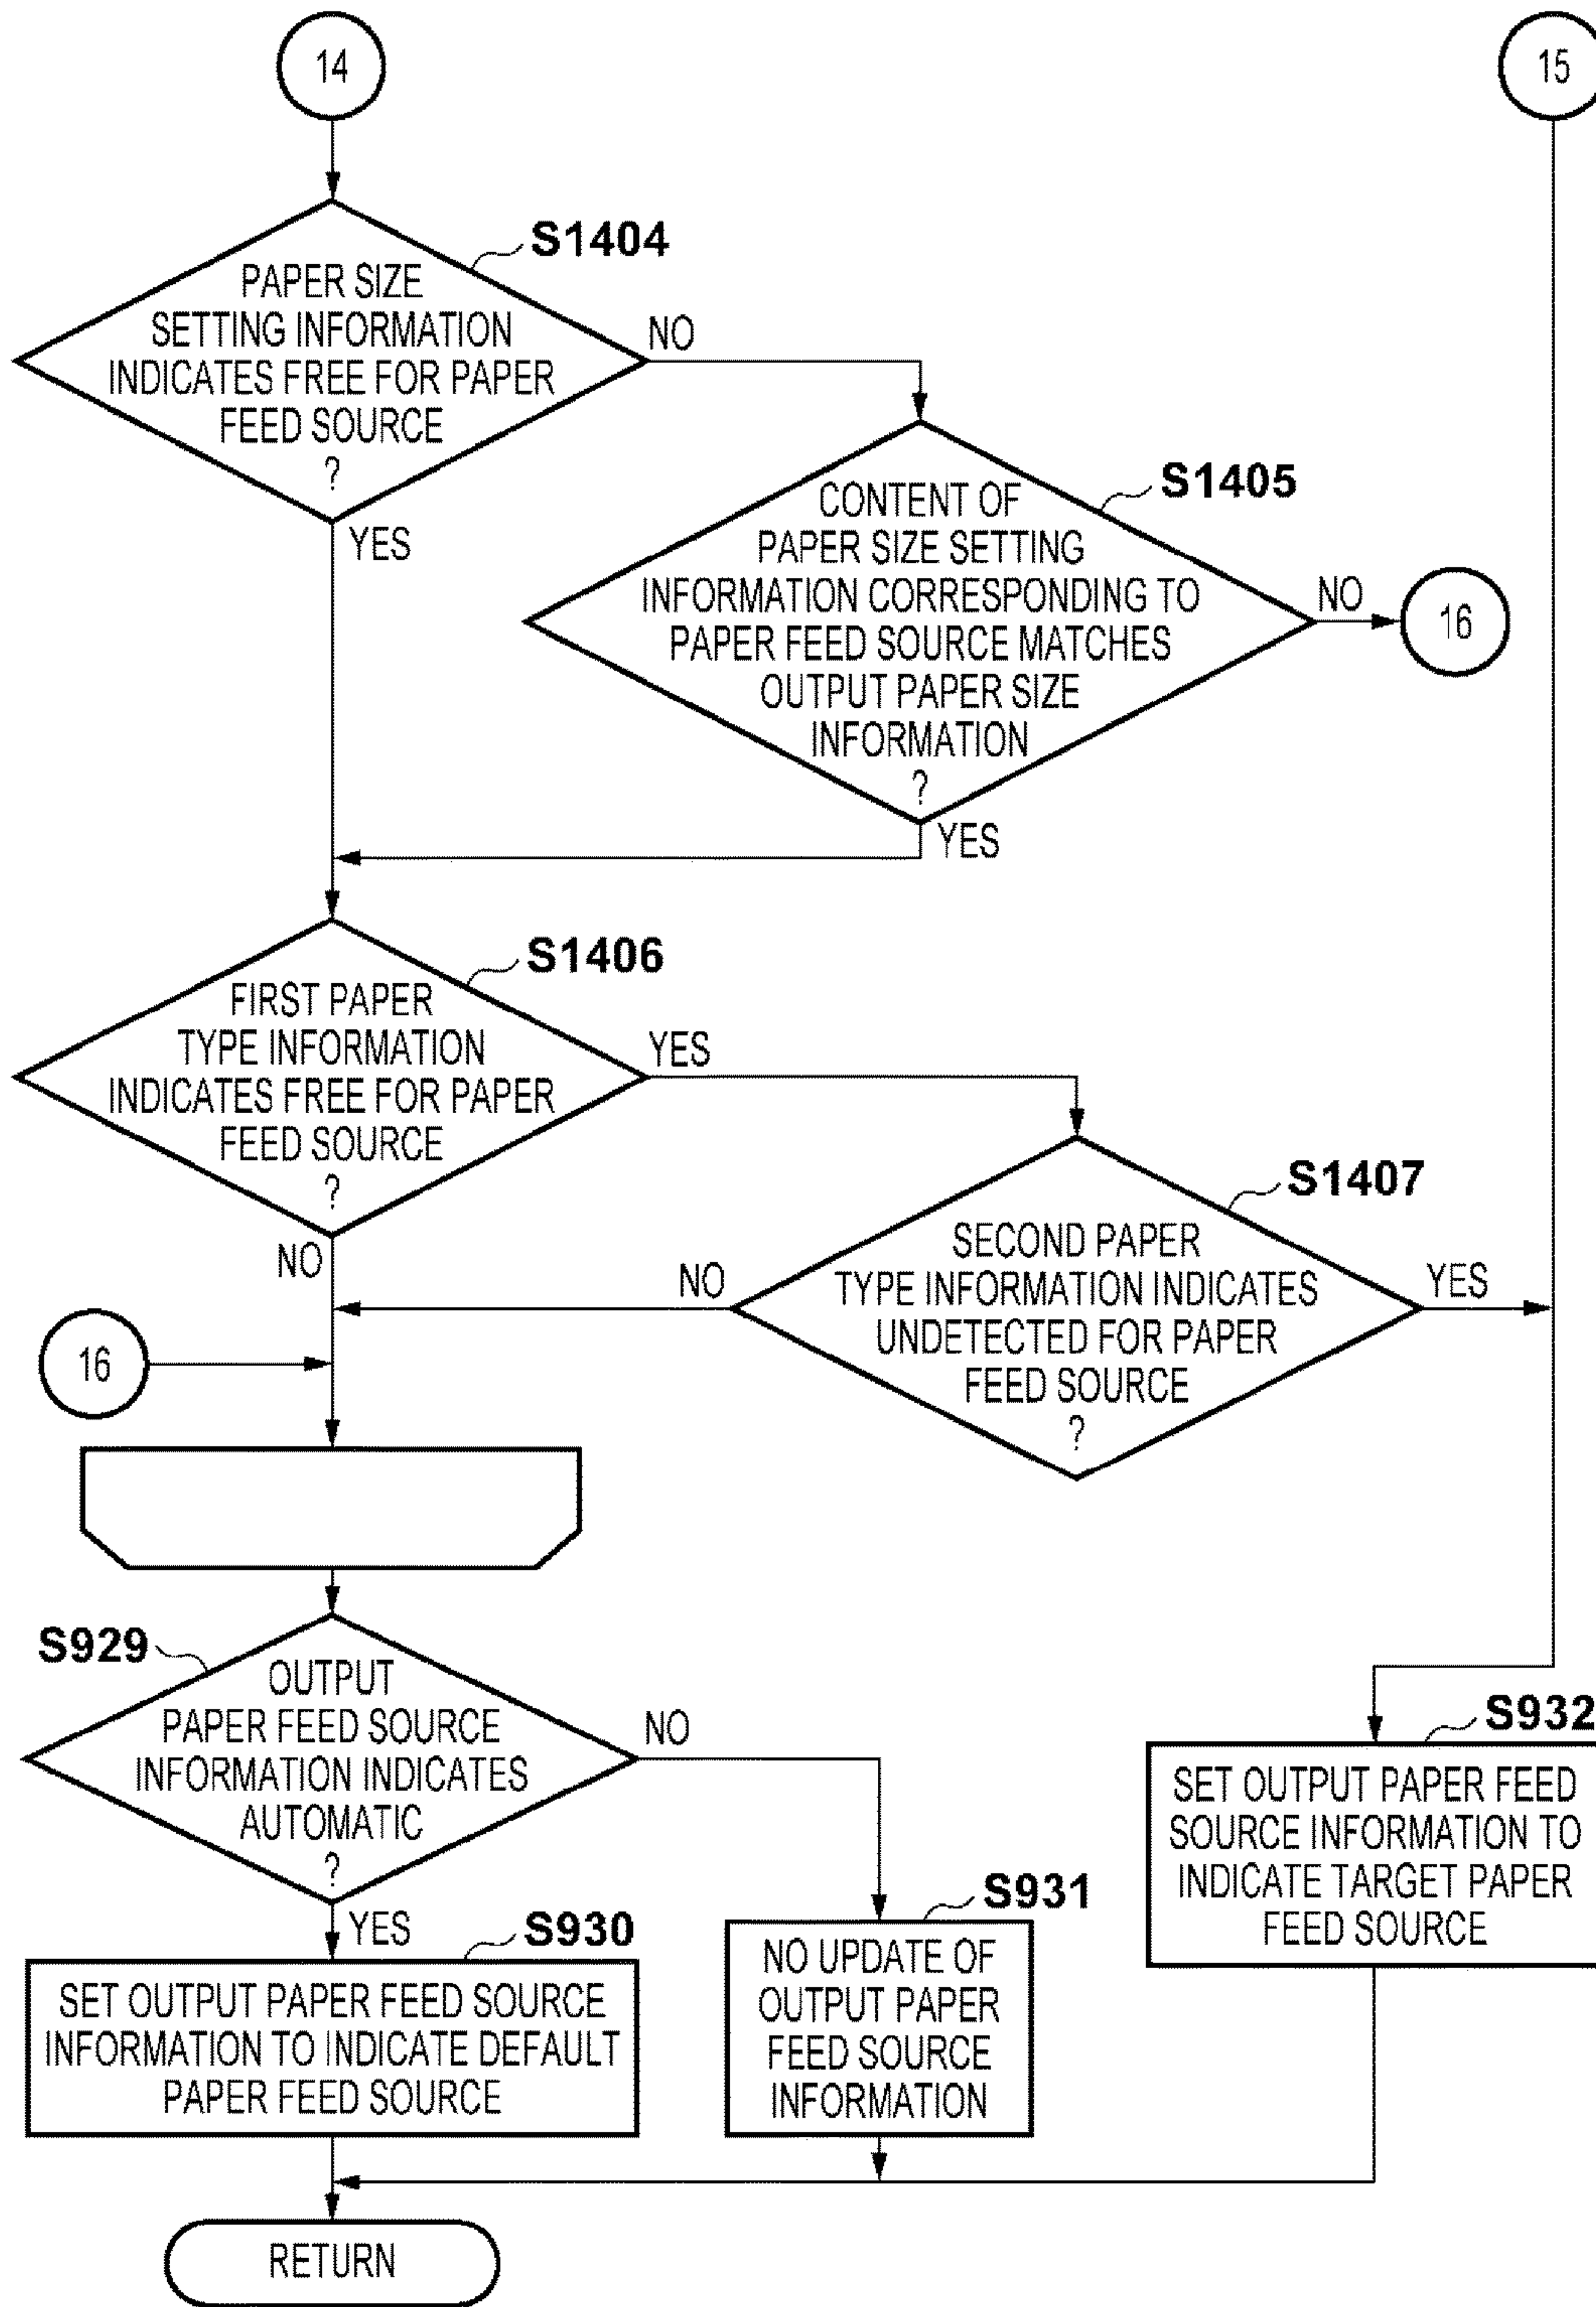 14
15
S1404
PAPER SIZE
SETTING INFORMATION
INDICATES FREE FOR PAPER
FEED SOURCE
?
NO
YES
S1405
CONTENT OF
PAPER SIZE SETTING
INFORMATION CORRESPONDING TO
PAPER FEED SOURCE MATCHES
OUTPUT PAPER SIZE
INFORMATION
?
NO
16
YES
S1406
FIRST PAPER
TYPE INFORMATION
INDICATES FREE FOR PAPER
FEED SOURCE
?
YES
NO
S1407
SECOND PAPER
TYPE INFORMATION INDICATES
UNDETECTED FOR PAPER
FEED SOURCE
?
NO
YES
16
S929
OUTPUT
PAPER FEED SOURCE
INFORMATION INDICATES
AUTOMATIC
?
NO
YES
S930
SET OUTPUT PAPER FEED SOURCE
INFORMATION TO INDICATE DEFAULT
PAPER FEED SOURCE
S931
NO UPDATE OF
OUTPUT PAPER
FEED SOURCE
INFORMATION
S932
SET OUTPUT PAPER FEED
SOURCE INFORMATION TO
INDICATE TARGET PAPER
FEED SOURCE
RETURN